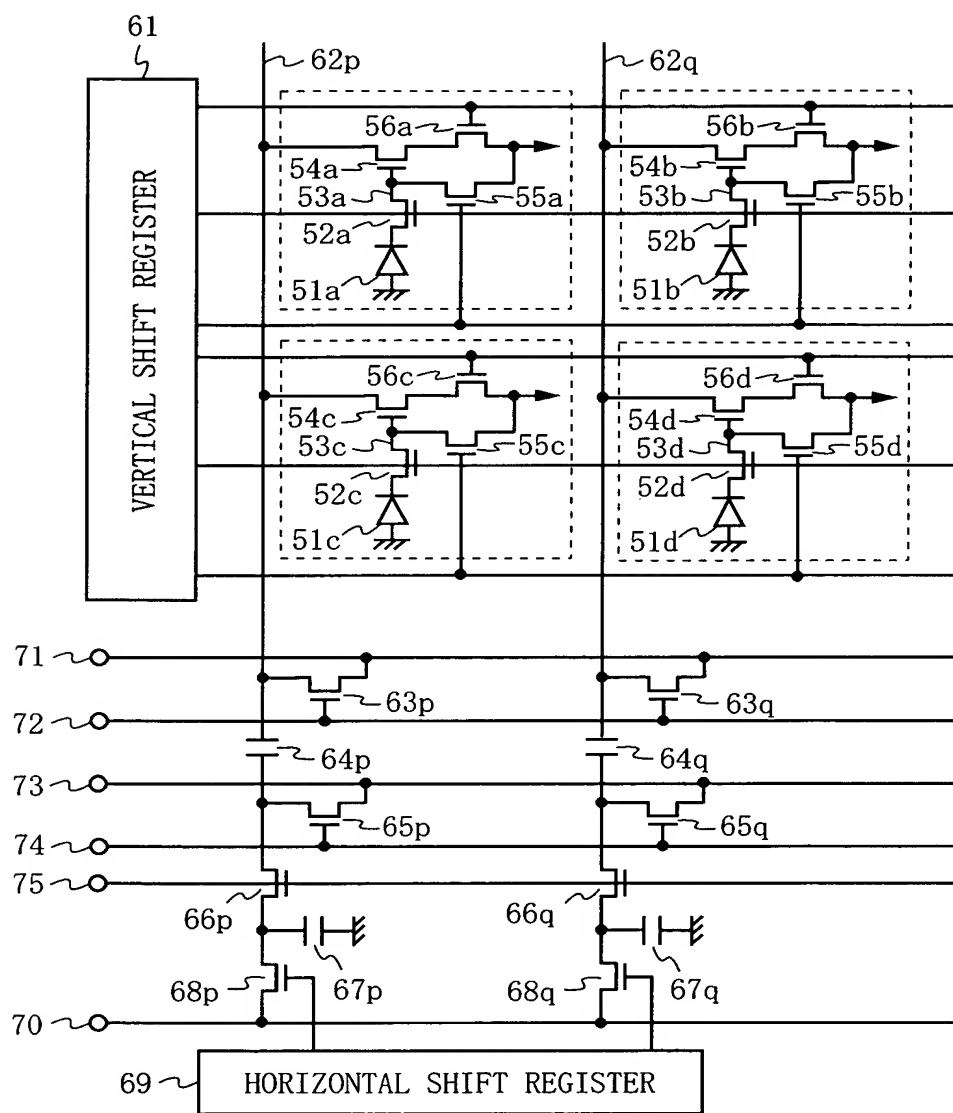 61
62p
62q
VERTICAL SHIFT REGISTER
56a
54a
53a
55a
52a
51a
56b
54b
53b
55b
52b
51b
56c
54c
53c
55c
52c
51c
56d
54d
53d
55d
52d
51d
71
63p
63q
72
64p
64q
73
65p
65q
74
75
66p
66q
67p
67q
68p
68q
70
69
HORIZONTAL SHIFT REGISTER